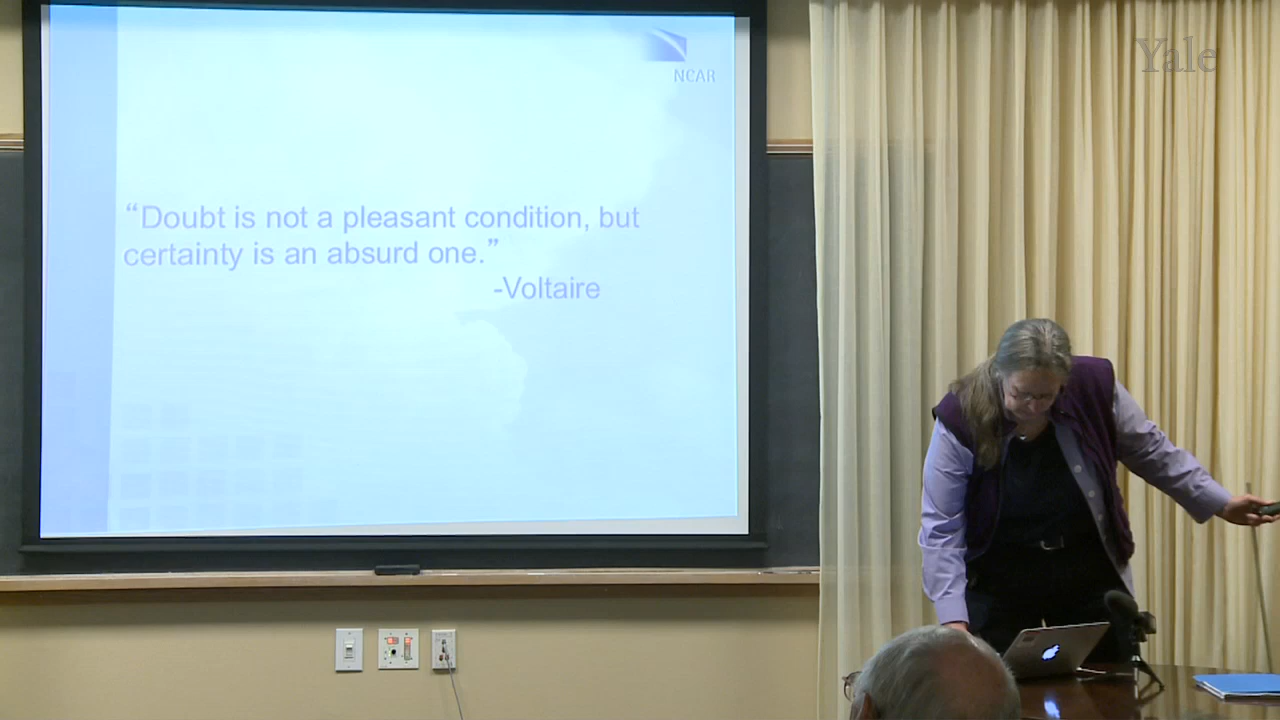 Yale
NCAR
“Doubt is not a pleasant condition, but
certainty is an absurd one.”
-Voltaire